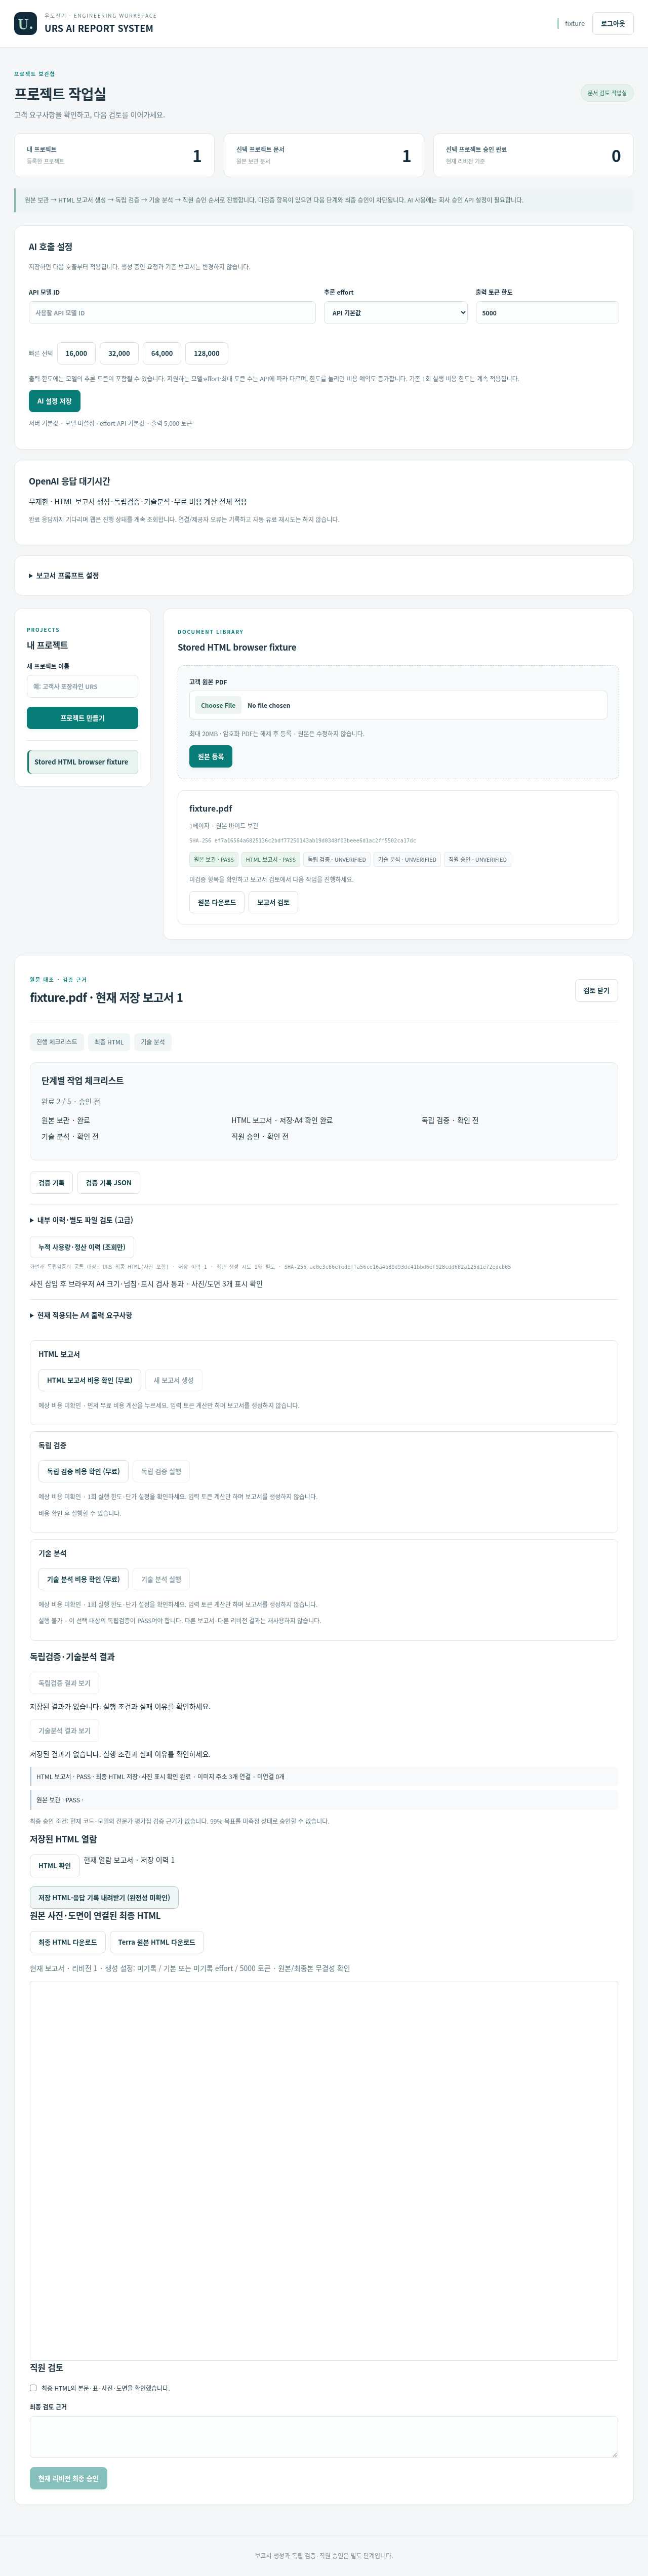 U.
우도산기 · ENGINEERING WORKSPACE
URS AI REPORT SYSTEM
fixture
로그아웃
프로젝트 보관함
프로젝트 작업실
문서 검토 작업실
고객 요구사항을 확인하고, 다음 검토를 이어가세요.
내 프로젝트
등록한 프로젝트
1
선택 프로젝트 문서
원본 보관 문서
1
선택 프로젝트 승인 완료
현재 리비전 기준
0
원본 보관 → HTML 보고서 생성 → 독립 검증 → 기술 분석 → 직원 승인 순서로 진행합니다. 미검증 항목이 있으면 다음 단계와 최종 승인이 차단됩니다. AI 사용에는 회사 승인 API 설정이 필요합니다.
AI 호출 설정
저장하면 다음 호출부터 적용됩니다. 생성 중인 요청과 기존 보고서는 변경하지 않습니다.
API 모델 ID
추론 effort
출력 토큰 한도
사용할 API 모델 ID
API 기본값
5000
빠른 선택
16,000
32,000
64,000
128,000
출력 한도에는 모델의 추론 토큰이 포함될 수 있습니다. 지원하는 모델·effort·최대 토큰 수는 API에 따라 다르며, 한도를 늘리면 비용 예약도 증가합니다. 기존 1회 실행 비용 한도는 계속 적용됩니다.
AI 설정 저장
서버 기본값 · 모델 미설정 · effort API 기본값 · 출력 5,000 토큰
OpenAI 응답 대기시간
무제한 · HTML 보고서 생성·독립검증·기술분석·무료 비용 계산 전체 적용
완료 응답까지 기다리며 웹은 진행 상태를 계속 조회합니다. 연결/제공자 오류는 기록하고 자동 유료 재시도는 하지 않습니다.
▶ 보고서 프롬프트 설정
PROJECTS
내 프로젝트
새 프로젝트 이름
예: 고객사 포장라인 URS
프로젝트 만들기
Stored HTML browser fixture
DOCUMENT LIBRARY
Stored HTML browser fixture
고객 원본 PDF
Choose File
No file chosen
최대 20MB · 암호화 PDF는 해제 후 등록 · 원본은 수정하지 않습니다.
원본 등록
fixture.pdf
1페이지 · 원본 바이트 보관
원본 보관 · PASS
HTML 보고서 · PASS
독립 검증 · UNVERIFIED
기술 분석 · UNVERIFIED
직원 승인 · UNVERIFIED
미검증 항목을 확인하고 보고서 검토에서 다음 작업을 진행하세요.
원본 다운로드
보고서 검토
원문 대조 · 검증 근거
fixture.pdf · 현재 저장 보고서 1
검토 닫기
진행 체크리스트
최종 HTML
기술 분석
단계별 작업 체크리스트
완료 2 / 5 · 승인 전
원본 보관 · 완료
HTML 보고서 · 저장·A4 확인 완료
독립 검증 · 확인 전
기술 분석 · 확인 전
직원 승인 · 확인 전
검증 기록
검증 기록 JSON
▶ 내부 이력·별도 파일 검토 (고급)
누적 사용량·정산 이력 (조회만)
사진 삽입 후 브라우저 A4 크기·넘침·표시 검사 통과 · 사진/도면 3개 표시 확인
▶ 현재 적용되는 A4 출력 요구사항
HTML 보고서
HTML 보고서 비용 확인 (무료)
새 보고서 생성
예상 비용 미확인 · 먼저 무료 비용 계산을 누르세요. 입력 토큰 계산만 하며 보고서를 생성하지 않습니다.
독립 검증
독립 검증 비용 확인 (무료)
독립 검증 실행
예상 비용 미확인 · 1회 실행 한도·단가 설정을 확인하세요. 입력 토큰 계산만 하며 보고서를 생성하지 않습니다.
비용 확인 후 실행할 수 있습니다.
기술 분석
기술 분석 비용 확인 (무료)
기술 분석 실행
예상 비용 미확인 · 1회 실행 한도·단가 설정을 확인하세요. 입력 토큰 계산만 하며 보고서를 생성하지 않습니다.
실행 불가 · 이 선택 대상의 독립검증이 PASS여야 합니다. 다른 보고서·다른 리비전 결과는 재사용하지 않습니다.
독립검증·기술분석 결과
독립검증 결과 보기
저장된 결과가 없습니다. 실행 조건과 실패 이유를 확인하세요.
기술분석 결과 보기
저장된 결과가 없습니다. 실행 조건과 실패 이유를 확인하세요.
HTML 보고서 · PASS · 최종 HTML 저장·사진 표시 확인 완료 · 이미지 주소 3개 연결 · 미연결 0개
원본 보관 · PASS ·
최종 승인 조건: 현재 코드·모델의 전문가 평가집 검증 근거가 없습니다. 99% 목표를 미측정 상태로 승인할 수 없습니다.
저장된 HTML 열람
HTML 확인
현재 열람 보고서 · 저장 이력 1
저장 HTML·응답 기록 내려받기 (완전성 미확인)
원본 사진·도면이 연결된 최종 HTML
최종 HTML 다운로드
Terra 원본 HTML 다운로드
현재 보고서 · 리비전 1 · 생성 설정: 미기록 / 기본 또는 미기록 effort / 5000 토큰 · 원본/최종본 무결성 확인
직원 검토
최종 HTML의 본문·표·사진·도면을 확인했습니다.
최종 검토 근거
현재 리비전 최종 승인
보고서 생성과 독립 검증·직원 승인은 별도 단계입니다.